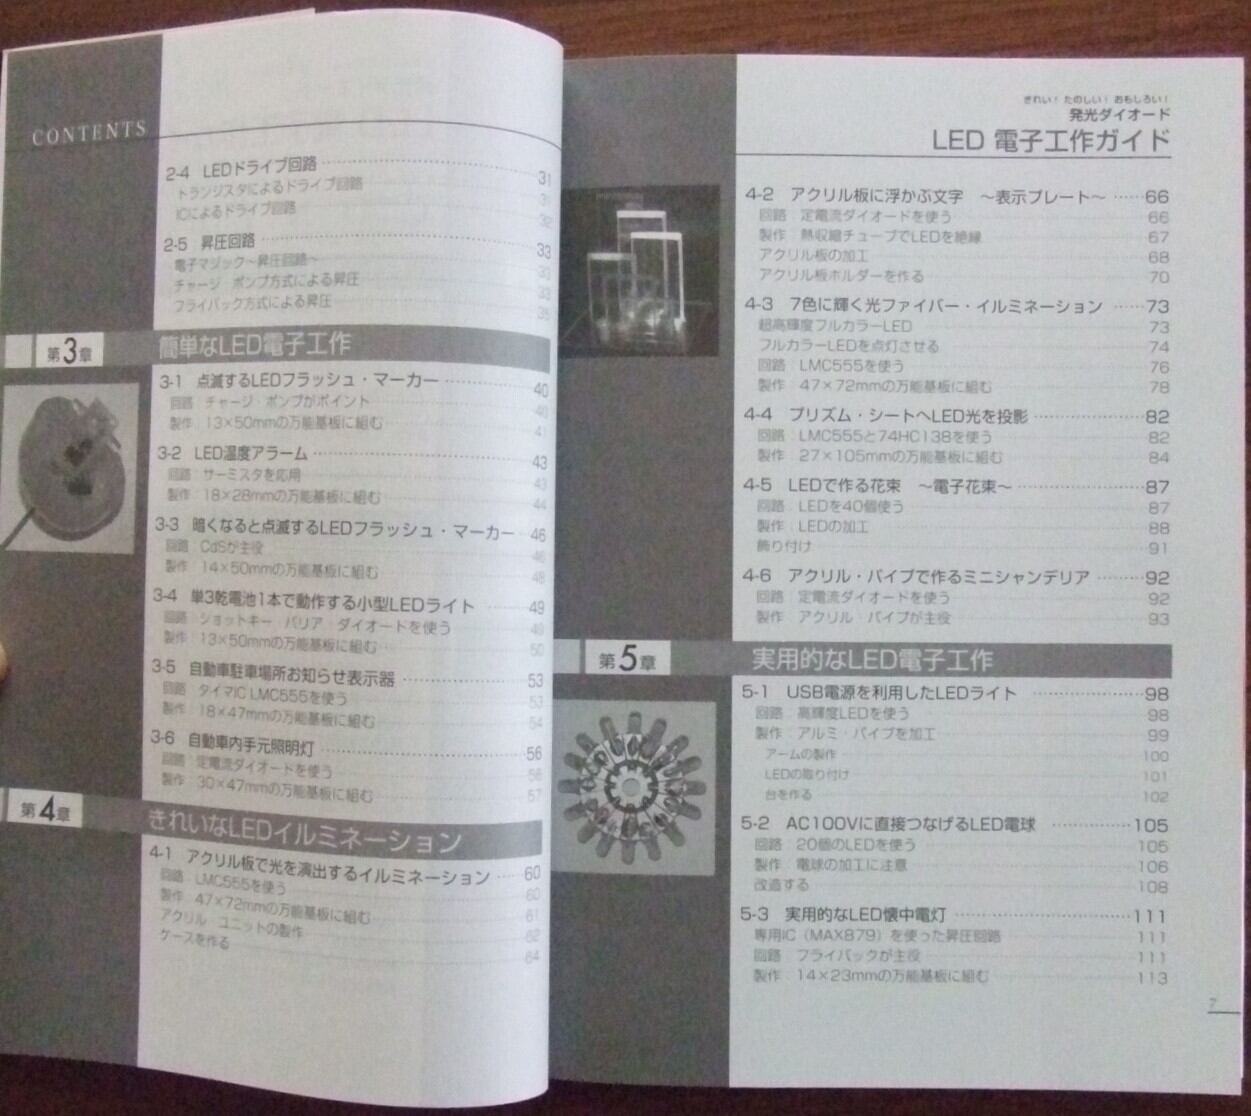 CONTENTS
2-4 LEDドライブ回路 31
トランジスタによるドライブ回路 31
ICによるドライブ回路 32
2-5 昇圧回路 33
電子マジック〜昇圧回路〜 33
チャージ・ポンプ方式による昇圧 33
フライバック方式による昇圧 35
第3章 簡単なLED電子工作
3-1 点滅するLEDフラッシュ・マーカー 40
回路:チャージ・ポンプがポイント 40
製作:13×50mmの万能基板に組む 41
3-2 LED温度アラーム 43
回路:サーミスタを応用 43
製作:18×28mmの万能基板に組む 44
3-3 暗くなると点滅するLEDフラッシュ・マーカー 46
回路:CdSが主役 46
製作:14×50mmの万能基板に組む 48
3-4 単3乾電池1本で動作する小型LEDライト 49
回路:ショットキー・バリア・ダイオードを使う 49
製作:13×50mmの万能基板に組む 50
3-5 自動車駐車場所お知らせ表示器 53
回路:タイマIC LMC555を使う 53
製作:18×47mmの万能基板に組む 54
3-6 自動車内手元照明灯 56
回路:定電流ダイオードを使う 56
製作:30×47mmの万能基板に組む 57
第4章 きれいなLEDイルミネーション
4-1 アクリル板で光を演出するイルミネーション 60
回路:LMC555を使う 60
製作:47×72mmの万能基板に組む 61
アクリル・ユニットの製作 62
ケースを作る 64
きれい!たのしい!おもしろい!
発光ダイオード
LED 電子工作ガイド
4-2 アクリル板に浮かぶ文字 〜表示プレート〜 66
回路:定電流ダイオードを使う 66
製作:熱収縮チューブでLEDを絶縁 67
アクリル板の加工 68
アクリル板ホルダーを作る 70
4-3 7色に輝く光ファイバー・イルミネーション 73
超高輝度フルカラーLED 73
フルカラーLEDを点灯させる 74
回路:LMC555を使う 76
製作:47×72mmの万能基板に組む 78
4-4 プリズム・シートへLED光を投影 82
回路:LMC555と74HC138を使う 82
製作:27×105mmの万能基板に組む 84
4-5 LEDで作る花束 〜電子花束〜 87
回路:LEDを40個使う 87
製作:LEDの加工 88
飾り付け 91
4-6 アクリル・パイプで作るミニシャンデリア 92
回路:定電流ダイオードを使う 92
製作:アクリル・パイプが主役 93
第5章 実用的なLED電子工作
5-1 USB電源を利用したLEDライト 98
回路:高輝度LEDを使う 98
製作:アルミ・パイプを加工 99
アームの製作 100
LEDの取り付け 101
台を作る 102
5-2 AC100Vに直接つなげるLED電球 105
回路:20個のLEDを使う 105
製作:電球の加工に注意 106
改造する 108
5-3 実用的なLED懐中電灯 111
専用IC(MAX879)を使った昇圧回路 111
回路:フライバックが主役 111
製作:14×23mmの万能基板に組む 113
7